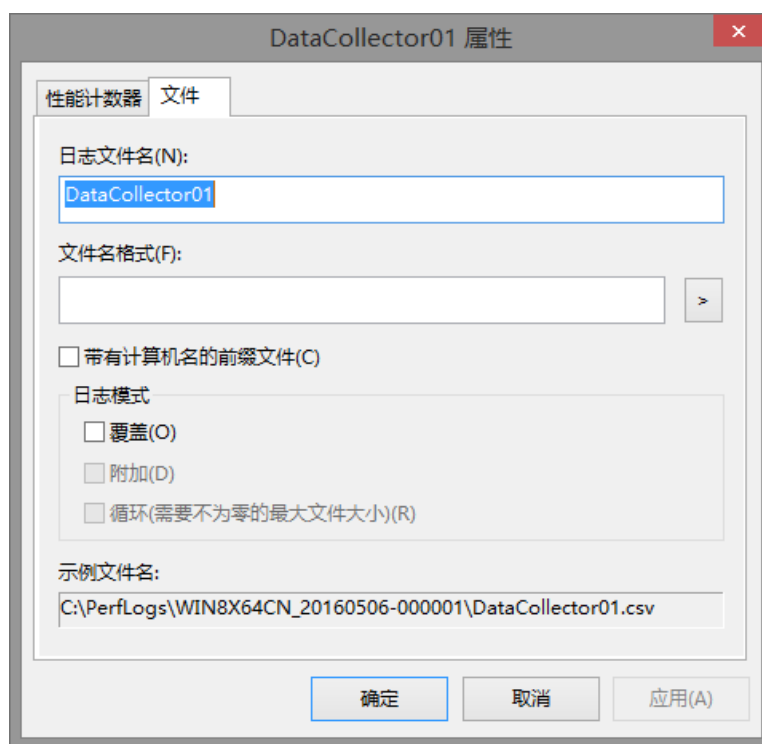 DataCollector01 属性
×
性能计数器 文件
日志文件名(N):
DataCollector01
文件名格式(F):
>
带有计算机名的前缀文件(C)
日志模式
覆盖(O)
附加(D)
循环(需要不为零的最大文件大小)(R)
示例文件名:
C:\PerfLogs\WIN8X64CN_20160506-000001\DataCollector01.csv
确定 取消 应用(A)